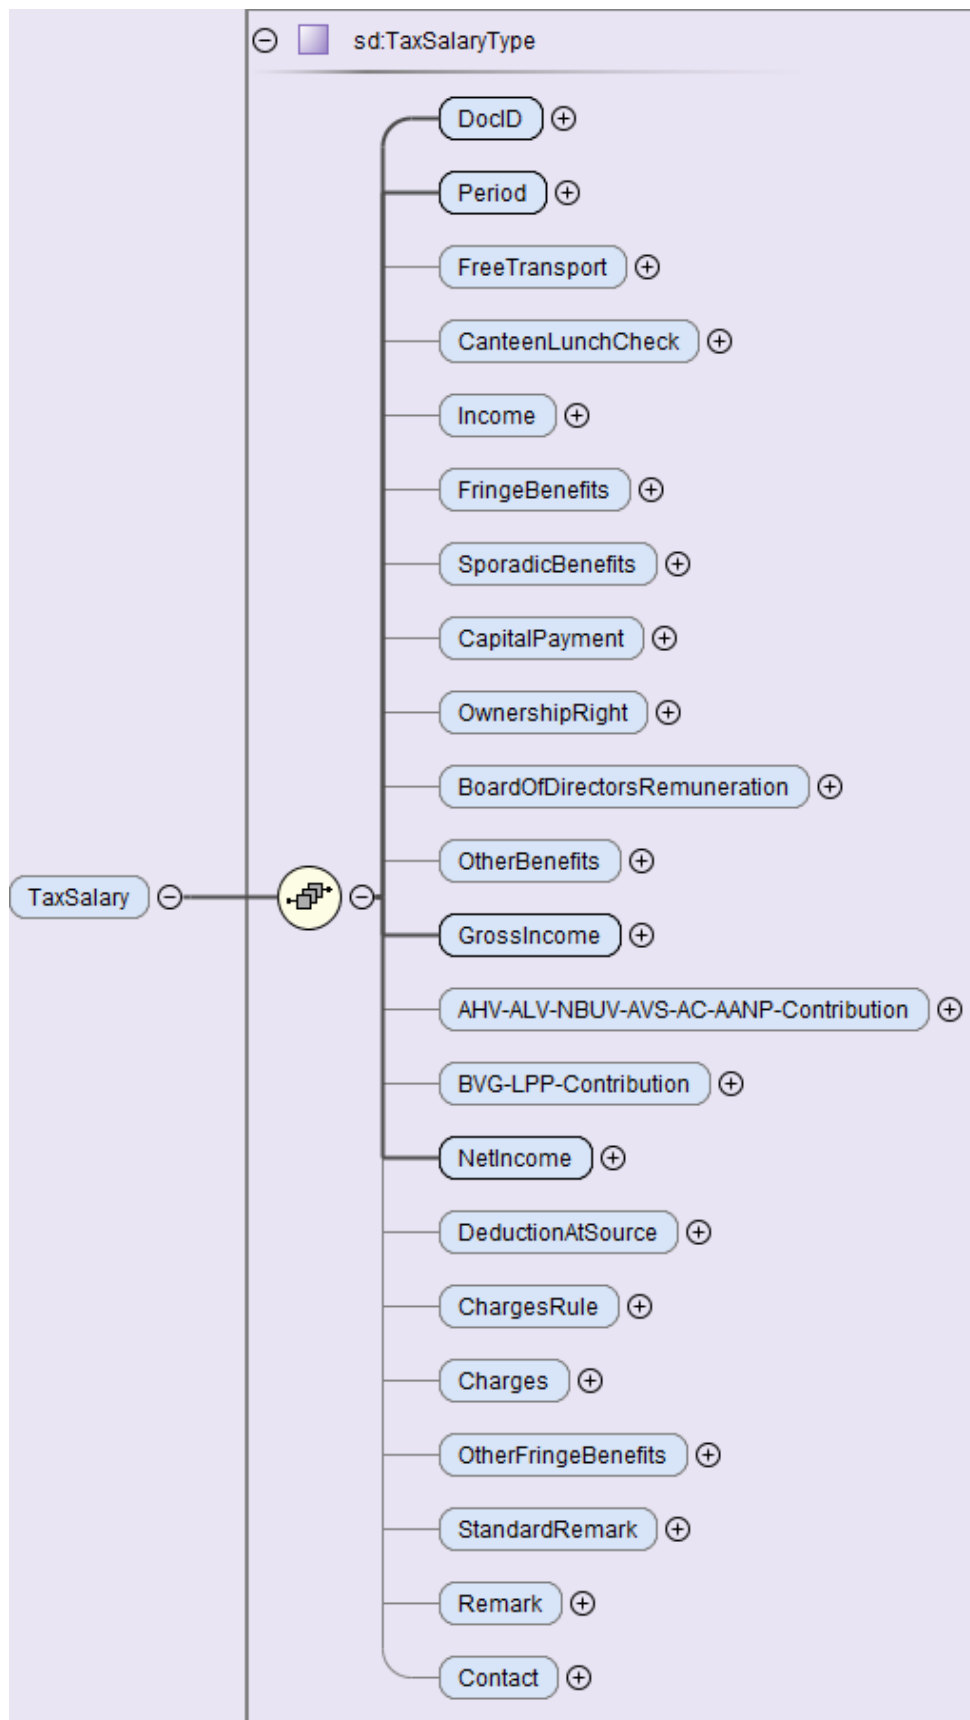 sd:TaxSalaryType
DocID
Period
FreeTransport
CanteenLunchCheck
Income
FringeBenefits
SporadicBenefits
CapitalPayment
OwnershipRight
BoardOfDirectorsRemuneration
OtherBenefits
TaxSalary
GrossIncome
AHV-ALV-NBUV-AVS-AC-AANP-Contribution
BVG-LPP-Contribution
NetIncome
DeductionAtSource
ChargesRule
Charges
OtherFringeBenefits
StandardRemark
Remark
Contact